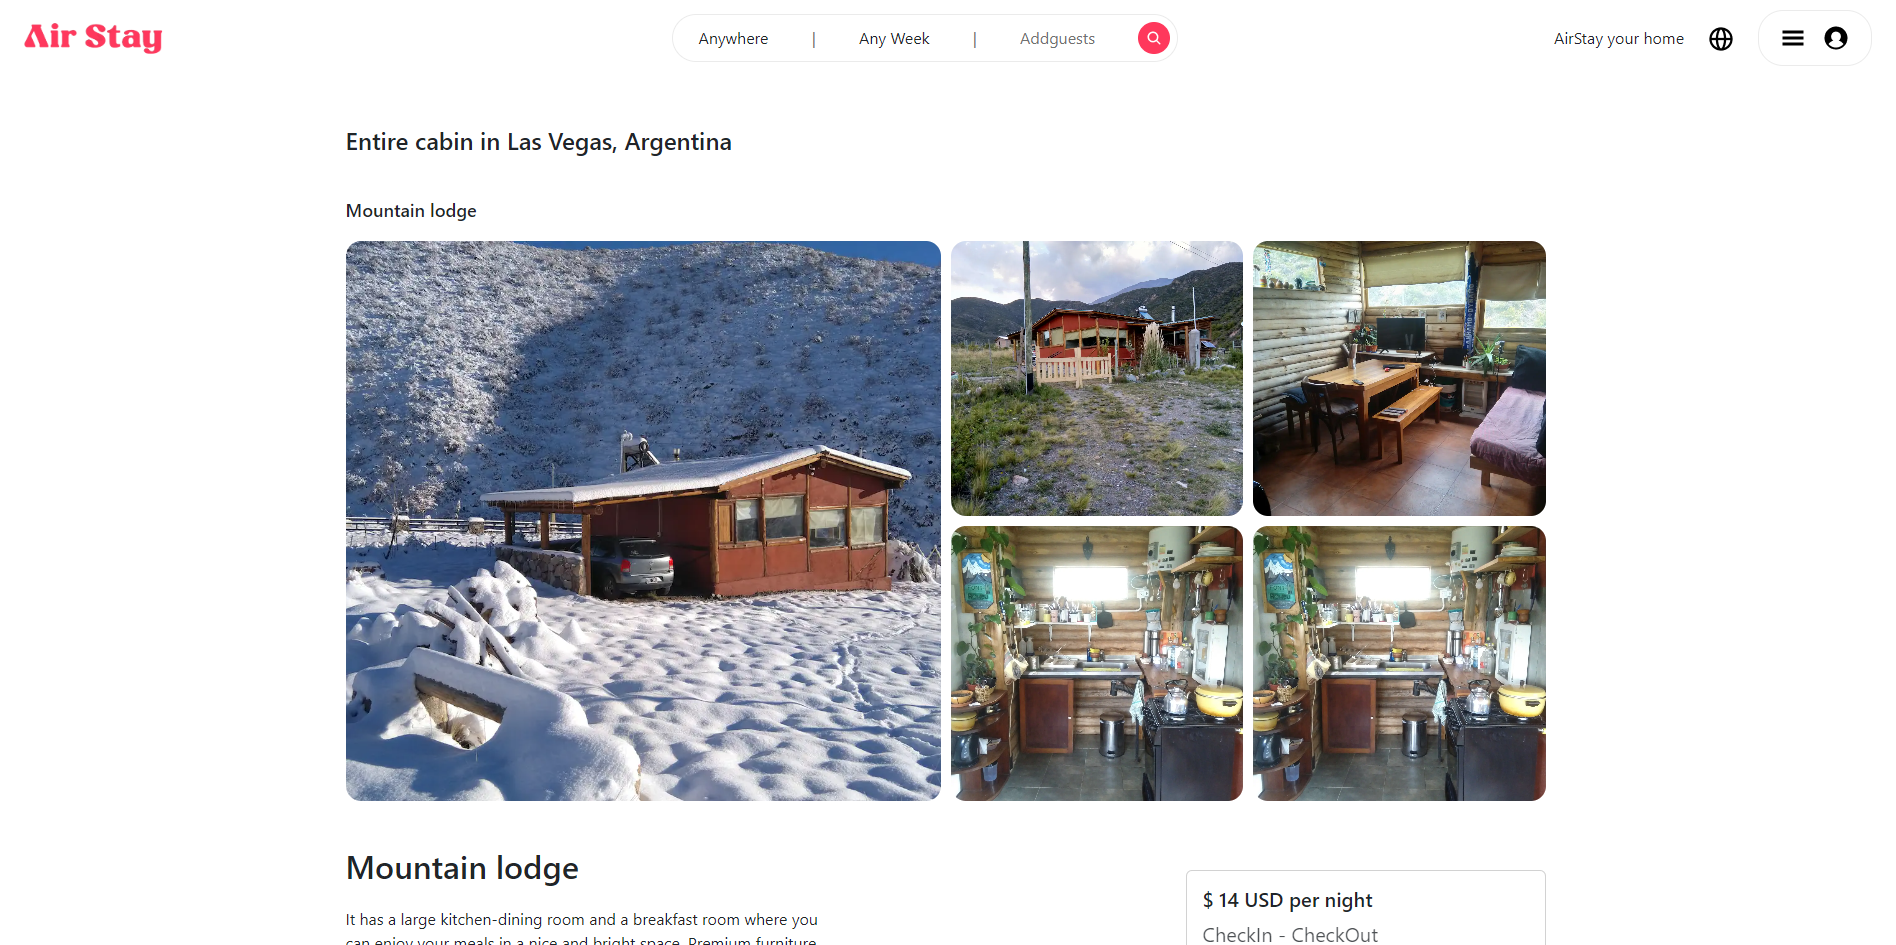 Air Stay
Anywhere | Any Week | Addguests
AirStay your home
Entire cabin in Las Vegas, Argentina
Mountain lodge
Mountain lodge
It has a large kitchen-dining room and a breakfast room where you
can enjoy your meals in a nice and bright space. Premium furniture
$ 14 USD per night
CheckIn - CheckOut